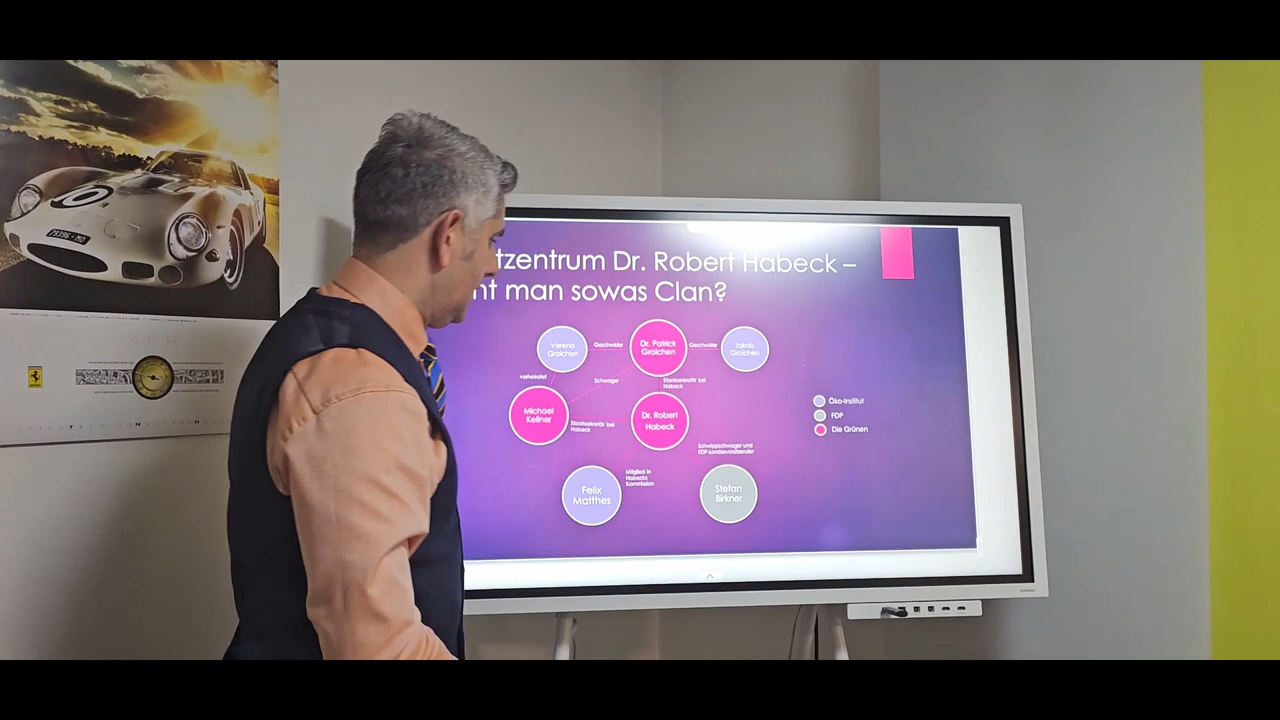 tzentrum Dr. Robert Habeck –
nt man sowas Clan?
Verena
Graichen
Geschwister
Dr. Patrick
Graichen
Geschwister
Jakob
Graichen
verheiratet
Schwager
Staatssekretär bei
Habeck
Michael
Kellner
Staatssekretär bei
Habeck
Dr. Robert
Habeck
Öko-Institut
FDP
Die Grünen
Schwippschwager und
FDP-Landesvorsitzender
Felix
Matthes
Mitglied in
Habecks
Kommission
Stefan
Birkner
SAMSUNG